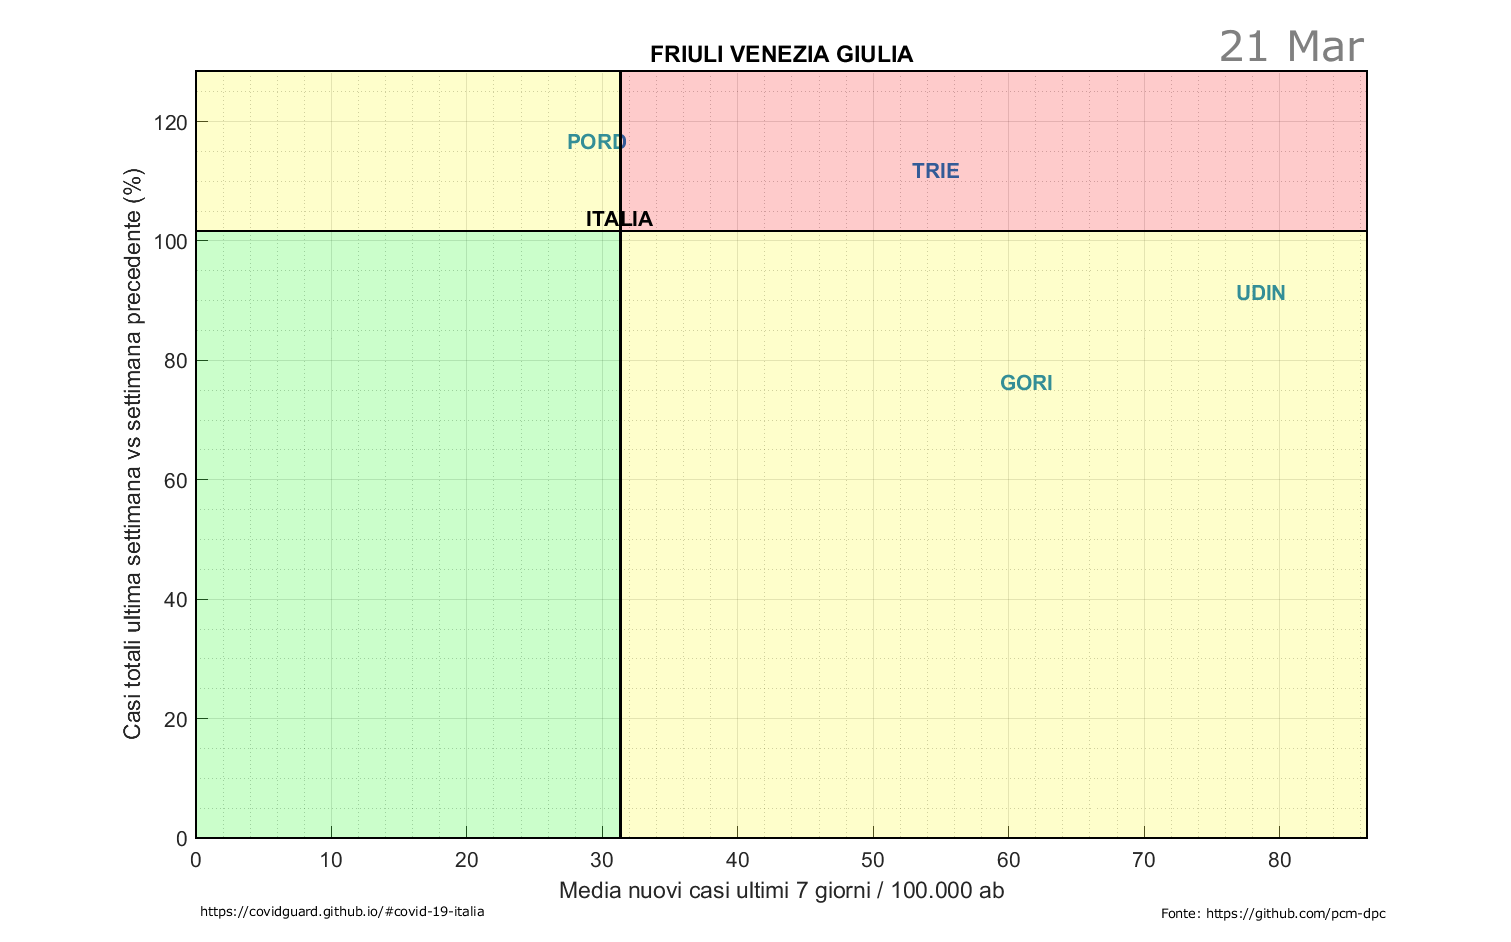 FRIULI VENEZIA GIULIA
21 Mar
Casi totali ultima settimana vs settimana precedente (%)
120
100
80
60
40
20
0
PORD
TRIE
ITALIA
UDIN
GORI
0 10 20 30 40 50 60 70 80
Media nuovi casi ultimi 7 giorni / 100.000 ab
https://covidguard.github.io/#covid-19-italia
Fonte: https://github.com/pcm-dpc